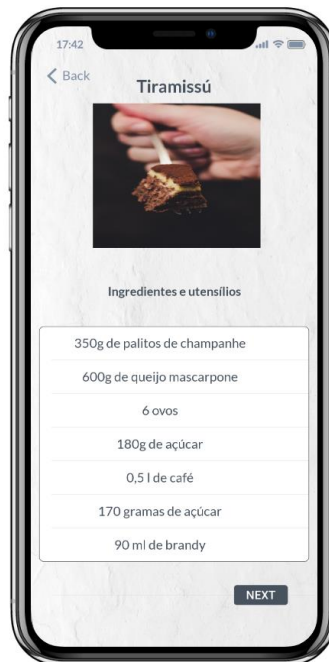 17:42
Back
Tiramissú
Ingredientes e utensílios
350g de palitos de champanhe
600g de queijo mascarpone
6 ovos
180g de açúcar
0,5 l de café
170 gramas de açúcar
90 ml de brandy
NEXT